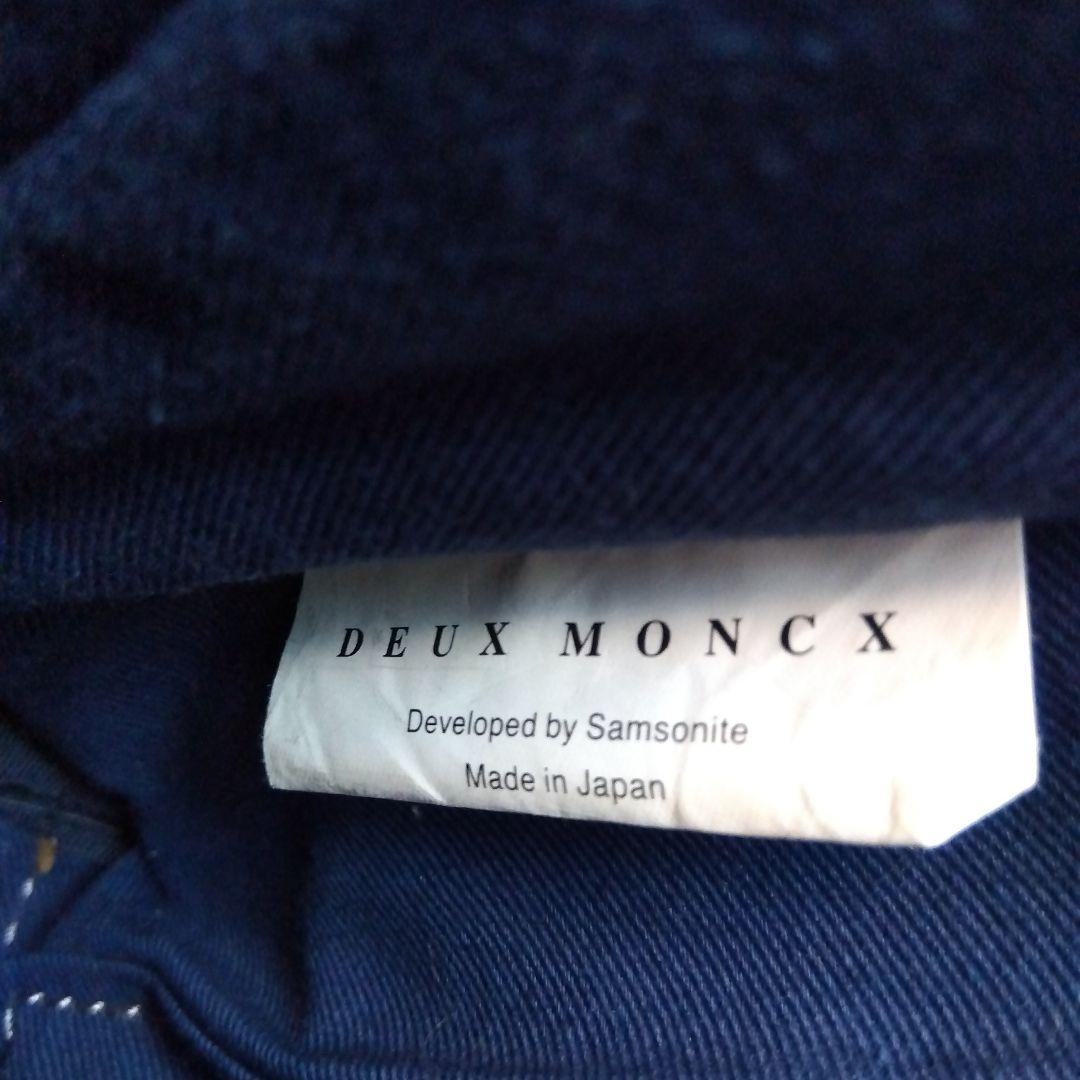 DEUX MONCX
Developed by Samsonite
Made in Japan